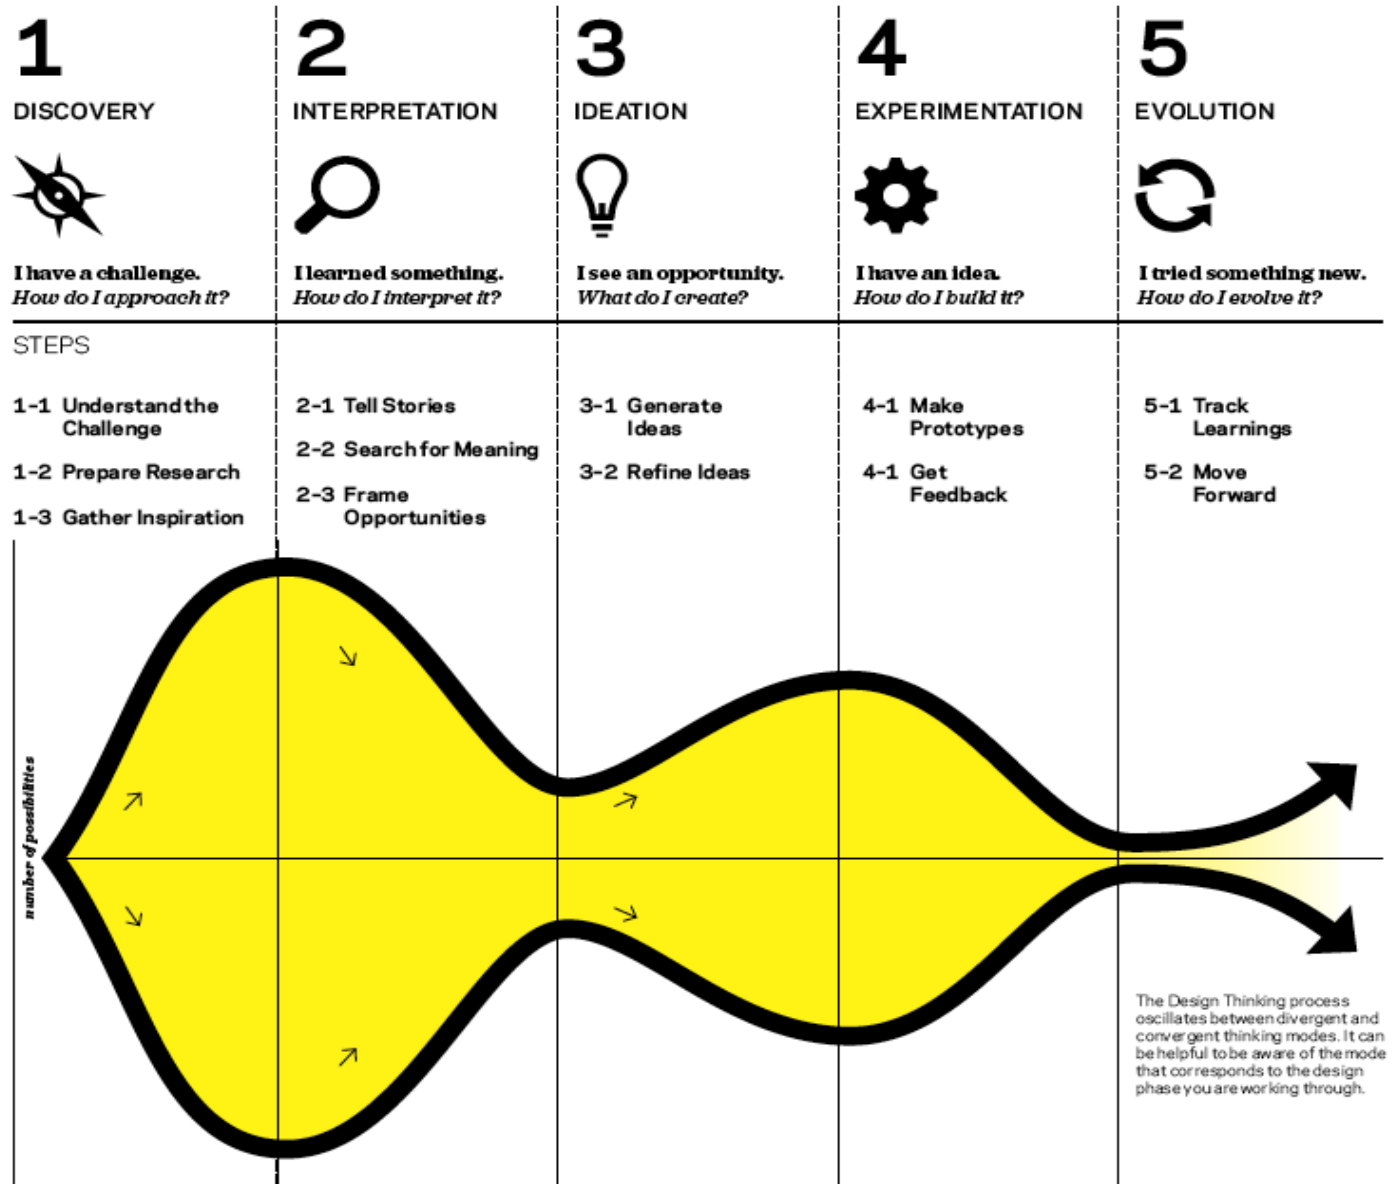 1
DISCOVERY
I have a challenge.
How do I approach it?
2
INTERPRETATION
I learned something.
How do I interpret it?
3
IDEATION
I see an opportunity.
What do I create?
4
EXPERIMENTATION
I have an idea.
How do I build it?
5
EVOLUTION
I tried something new.
How do I evolve it?
STEPS
1-1 Understand the
Challenge
1-2 Prepare Research
1-3 Gather Inspiration
2-1 Tell Stories
2-2 Search for Meaning
2-3 Frame
Opportunities
3-1 Generate
Ideas
3-2 Refine Ideas
4-1 Make
Prototypes
4-1 Get
Feedback
5-1 Track
Learnings
5-2 Move
Forward
number of possibilities
The Design Thinking process
oscillates between divergent and
convergent thinking modes. It can
be helpful to be aware of the mode
that corresponds to the design
phase you are working through.